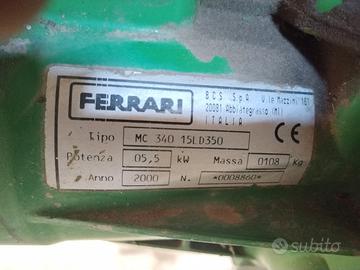 FERRARI
B C S S.p.A. V.le Mazzini 161
20081 Abbiategrasso (MI)
ITALIA
CE
Tipo MC 340 15LD350
Potenza 05,5 kW Massa 0108 Kg
Anno 2000 N. *0008860*
subito